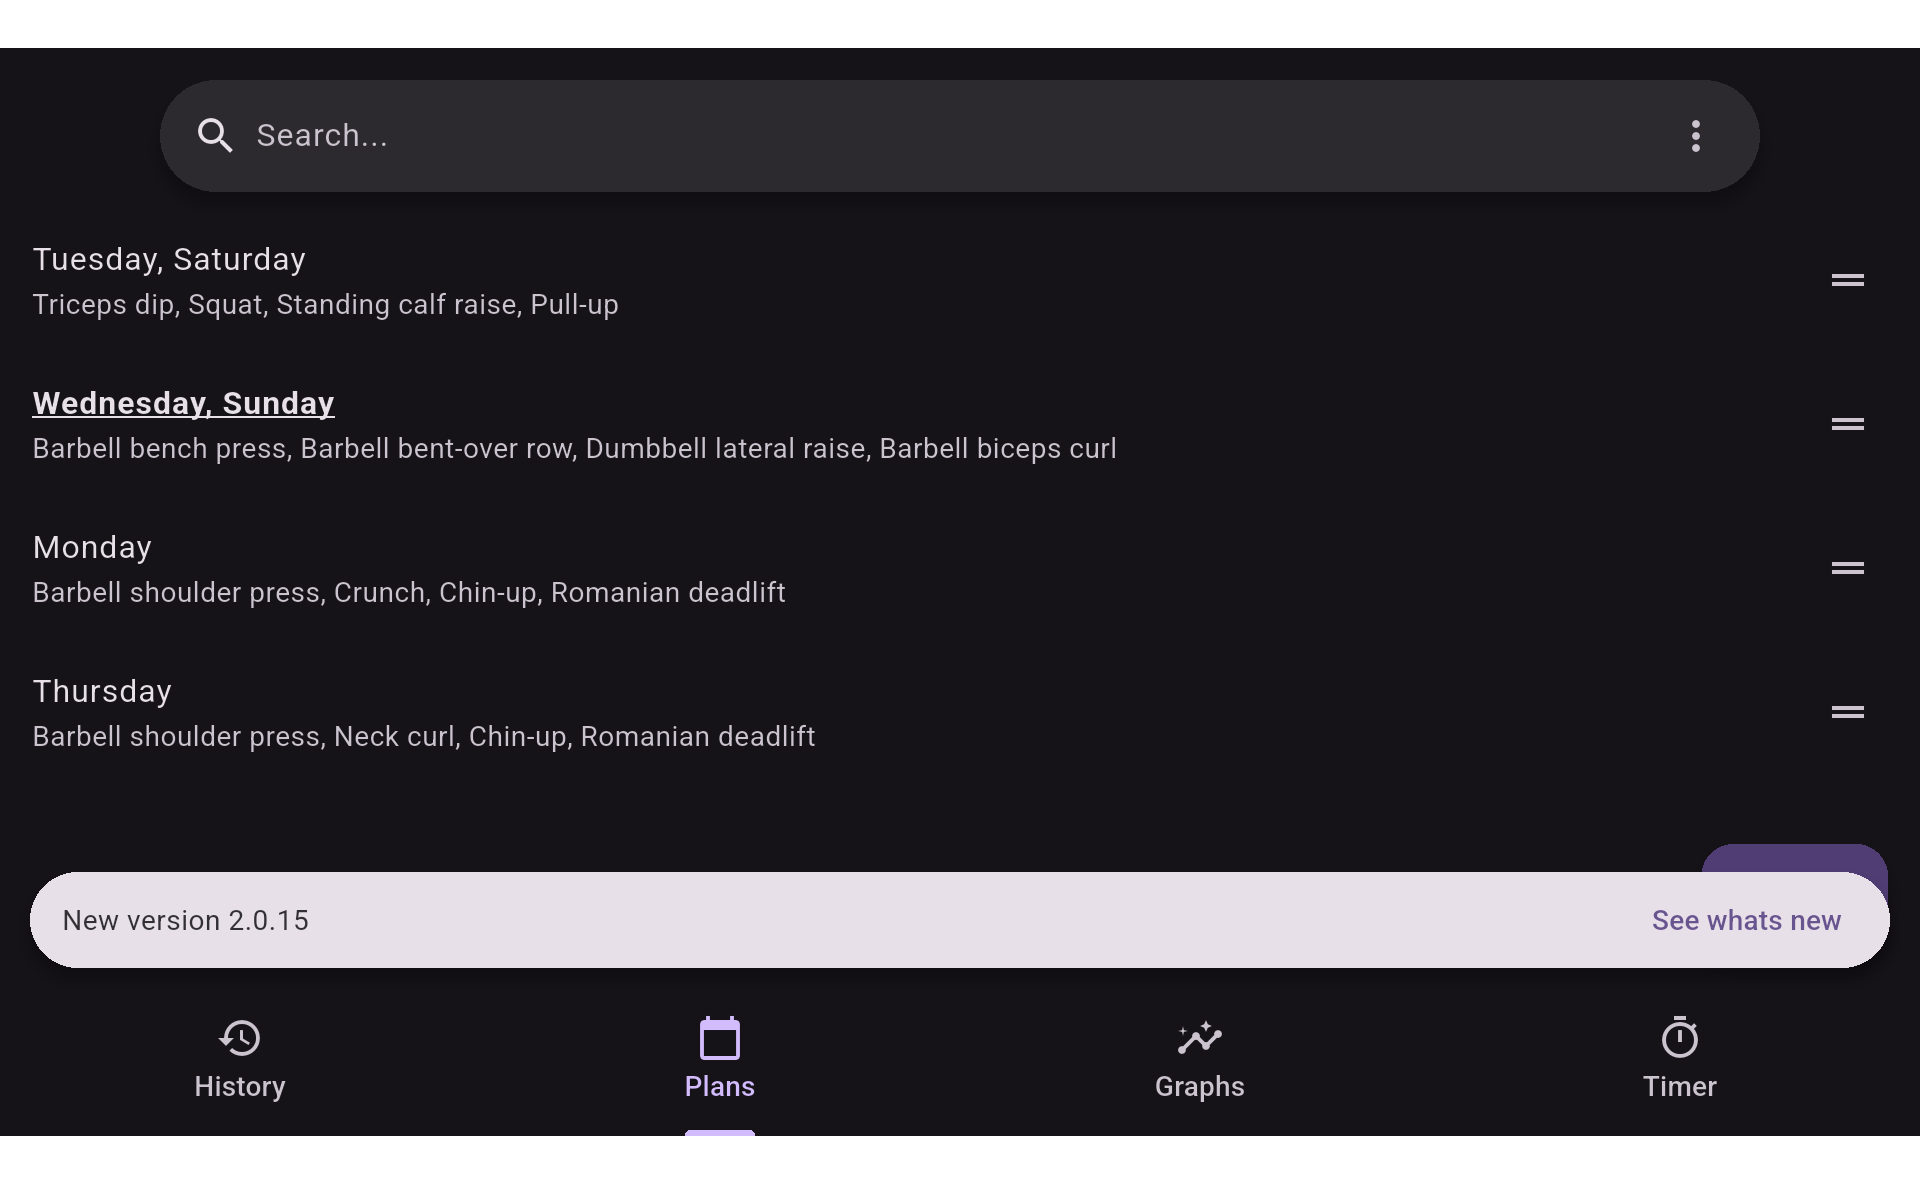 Search...
Tuesday, Saturday
Triceps dip, Squat, Standing calf raise, Pull-up
Wednesday, Sunday
Barbell bench press, Barbell bent-over row, Dumbbell lateral raise, Barbell biceps curl
Monday
Barbell shoulder press, Crunch, Chin-up, Romanian deadlift
Thursday
Barbell shoulder press, Neck curl, Chin-up, Romanian deadlift
New version 2.0.15
See whats new
History
Plans
Graphs
Timer